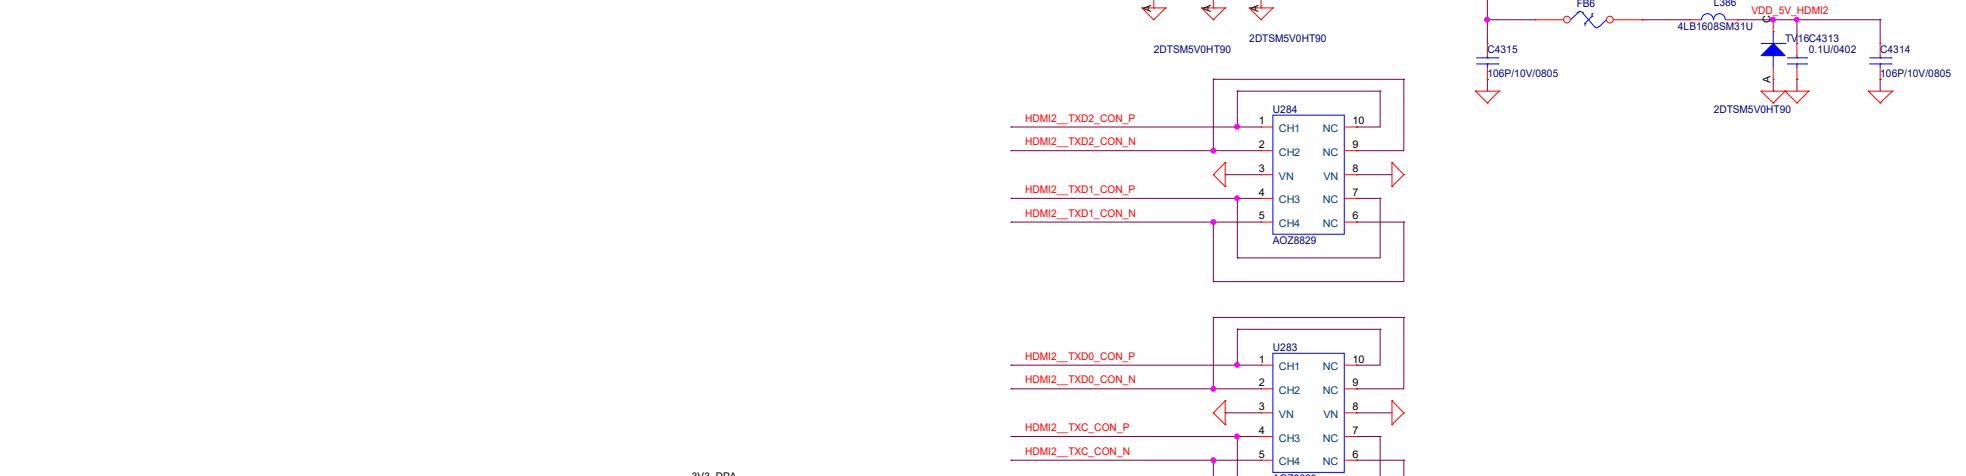 A
A
A
2DTSM5V0HT90
2DTSM5V0HT90
FB6
L386
4LB1608SM31U
VDD_5V_HDMI2
C
C4315
106P/10V/0805
TV16
C4313
0.1U/0402
A
2DTSM5V0HT90
C4314
106P/10V/0805
U284
HDMI2__TXD2_CON_P 1 CH1 NC 10
HDMI2__TXD2_CON_N 2 CH2 NC 9
3 VN VN 8
HDMI2__TXD1_CON_P 4 CH3 NC 7
HDMI2__TXD1_CON_N 5 CH4 NC 6
AOZ8829
U283
HDMI2__TXD0_CON_P 1 CH1 NC 10
HDMI2__TXD0_CON_N 2 CH2 NC 9
3 VN VN 8
HDMI2__TXC_CON_P 4 CH3 NC 7
HDMI2__TXC_CON_N 5 CH4 NC 6